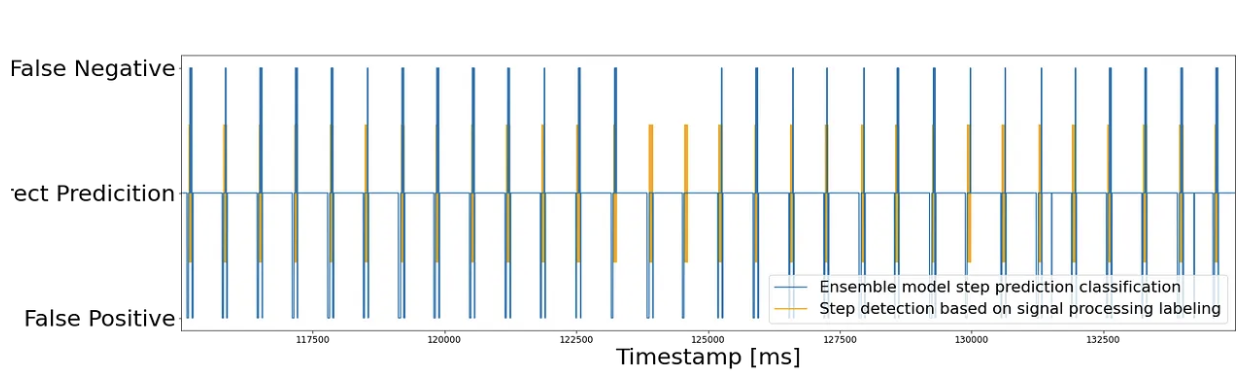 False Negative
ect Predicition
False Positive
Ensemble model step prediction classification
Step detection based on signal processing labeling
117500 120000 122500 125000 127500 130000 132500
Timestamp [ms]